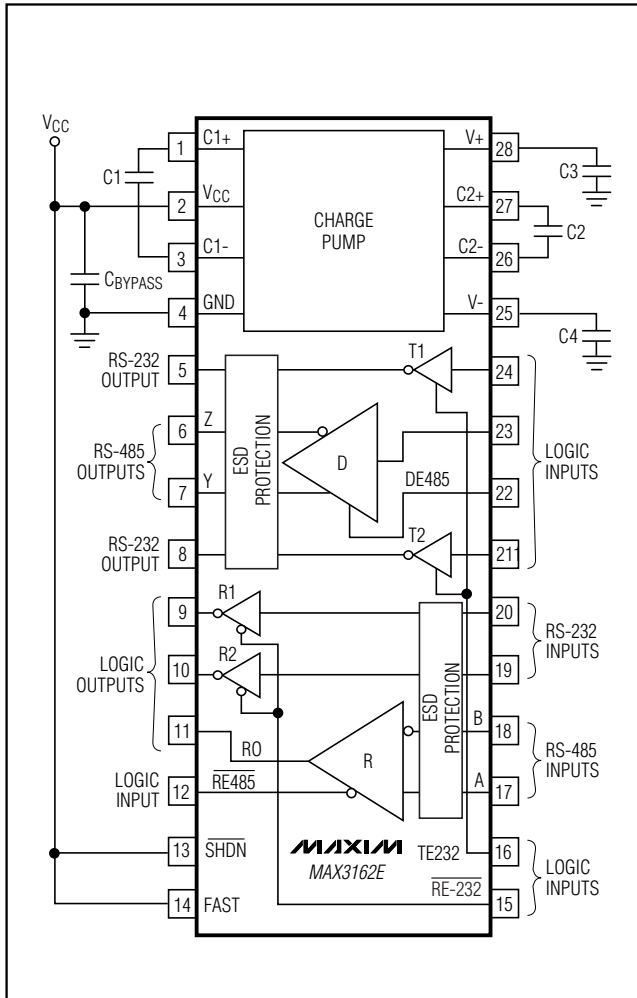 VCC
1 C1+ V+ 28
C1 C3
2 VCC C2+ 27
CHARGE
PUMP
C2
3 C1- C2- 26
CBYPASS
4 GND V- 25
C4
RS-232
OUTPUT
5 T1 24
6 Z 23
RS-485
OUTPUTS
ESD
PROTECTION
D
LOGIC
INPUTS
7 Y DE485 22
RS-232
OUTPUT
8 T2 211
9 R1 20
RS-232
INPUTS
10 R2 19
LOGIC
OUTPUTS
ESD
PROTECTION
11 RO R B 18
RS-485
INPUTS
LOGIC
INPUT
12 RE485 A 17
13 SHDN MAXIM TE232 16
MAX3162E
LOGIC
INPUTS
14 FAST RE-232 15